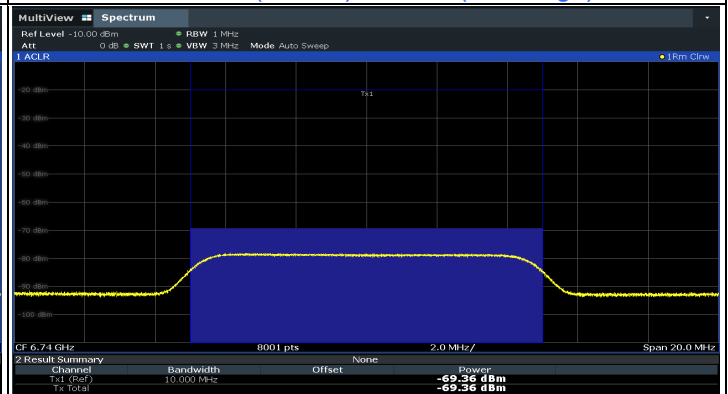 MultiView Spectrum
Ref Level -10.00 dBm RBW 1 MHz
Att 0 dB SWT 1 s VBW 3 MHz Mode Auto Sweep
1 ACLR 1Rm Clrw
Tx1
-20 dBm
-30 dBm
-40 dBm
-50 dBm
-60 dBm
-70 dBm
-80 dBm
-90 dBm
-100 dBm
CF 6.74 GHz 8001 pts 2.0 MHz/ Span 20.0 MHz
2 Result Summary None
Channel Bandwidth Offset Power
Tx1 (Ref) 10.000 MHz -69.36 dBm
Tx Total -69.36 dBm